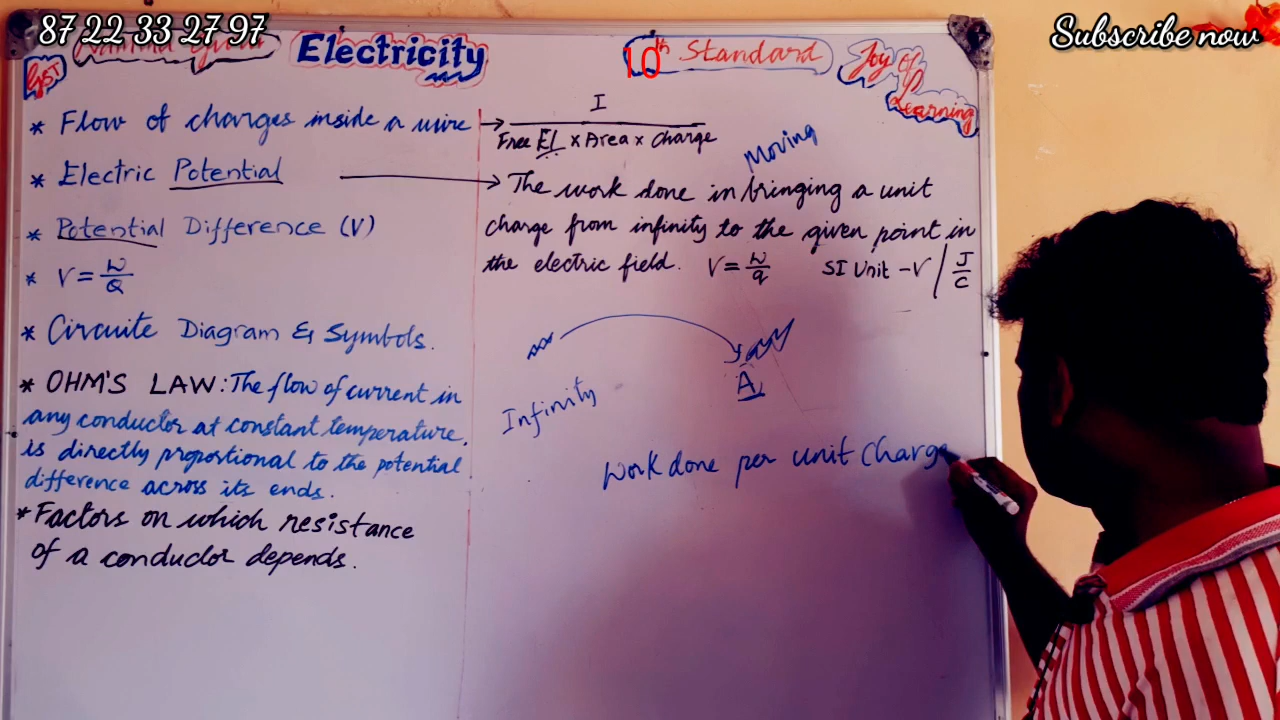 87 22 33 27 97
Subscribe now
Electricity
10th Standard
Joy of
Learning
* Flow of charges inside a wire → I
Free El × Area × Charge
* Electric Potential → The work done in bringing a unit
Moving
charge from infinity to the given point in
the electric field. V = W/q SI Unit - V / J/C
* Potential Difference (V)
* V = W/Q
* Circuite Diagram & Symbols.
* OHM'S LAW: The flow of current in
any conductor at constant temperature,
is directly proportional to the potential
difference across its ends.
* Factors on which resistance
of a conductor depends.
A
Infinity
Work done per unit Charge